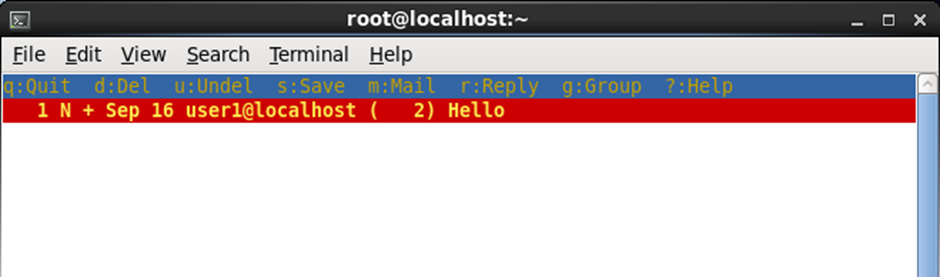 root@localhost:~
File Edit View Search Terminal Help
q:Quit d:Del u:Undel s:Save m:Mail r:Reply g:Group ?:Help
1 N + Sep 16 user1@localhost ( 2) Hello